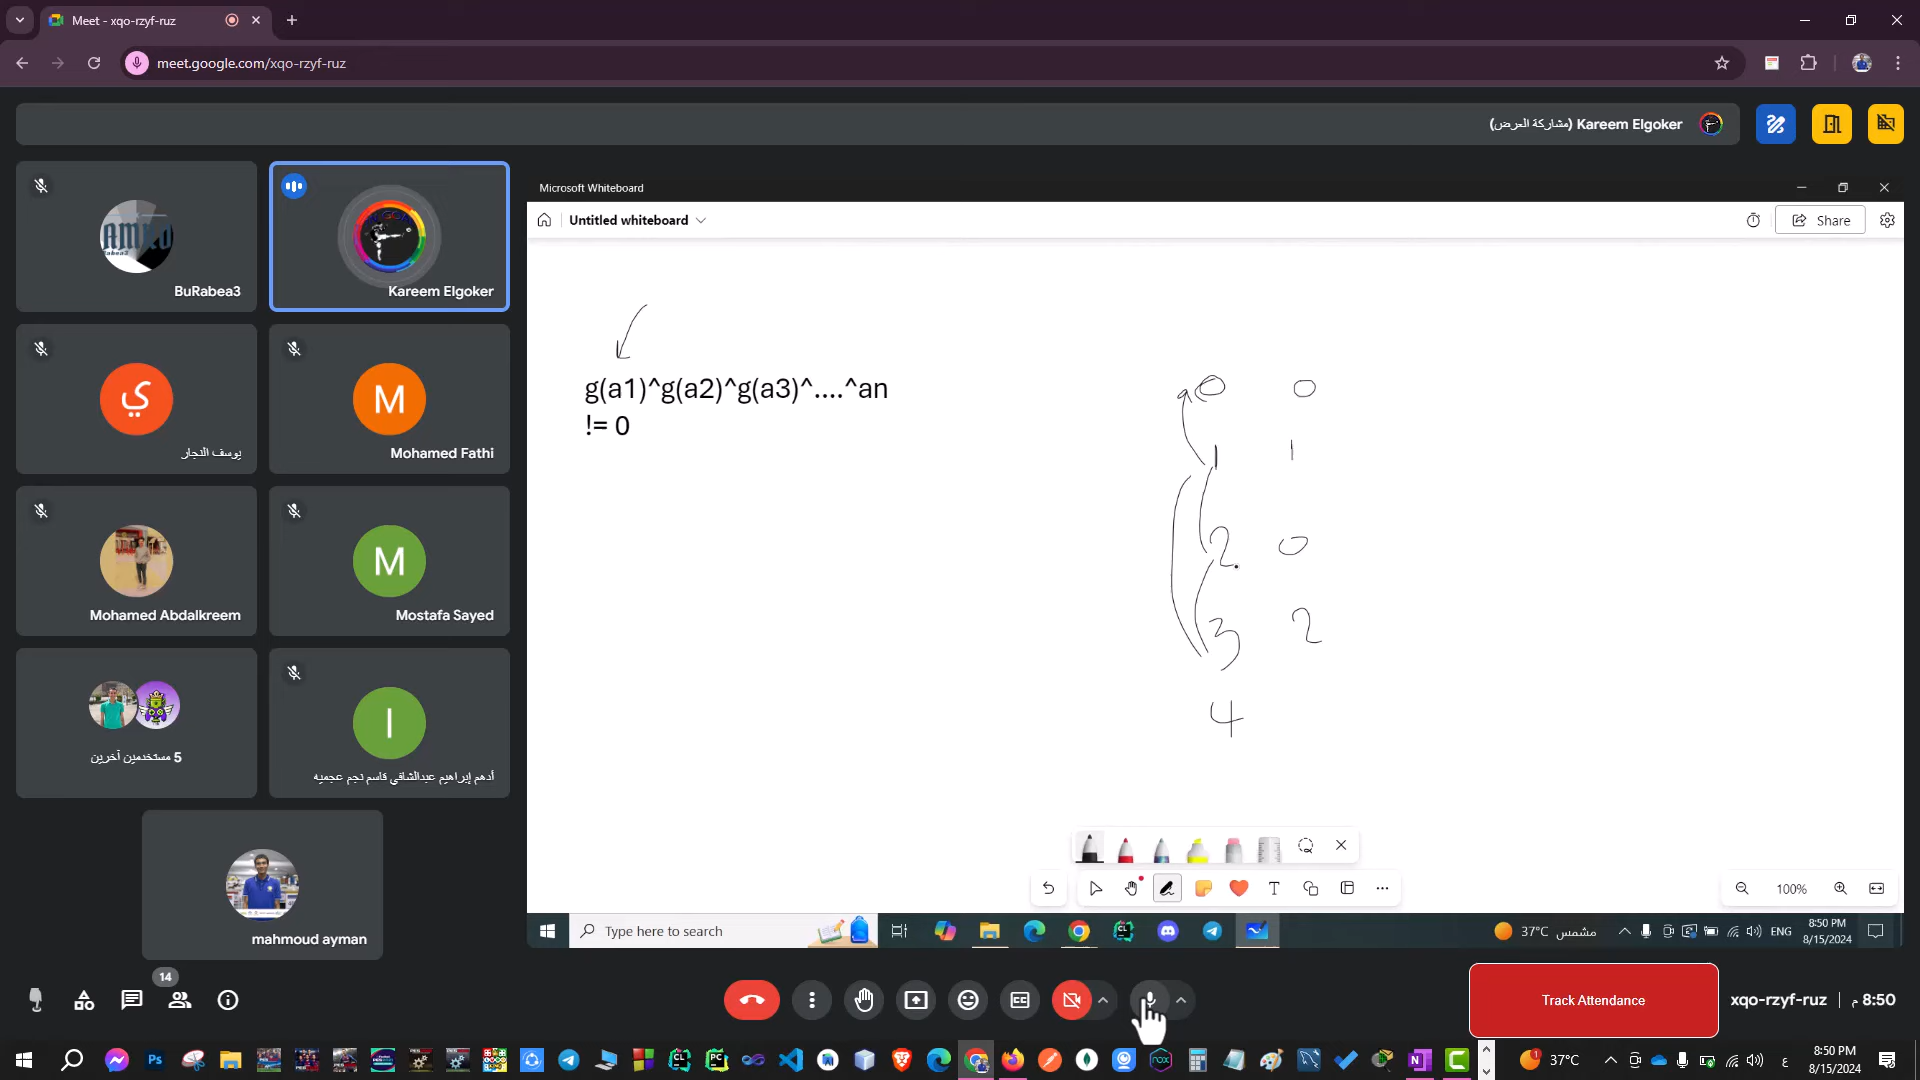 Meet - xqo-rzyf-ruz
meet.google.com/xqo-rzyf-ruz
Kareem Elgoker (مشاركة العرض)
BuRabea3
Kareem Elgoker
يوسف النجار
Mohamed Fathi
M
Mohamed Abdalkreem
Mostafa Sayed
M
5 مستخدمين آخرين
أدهم إبراهيم عبدالشافي قاسم نجم عجميه
mahmoud ayman
Microsoft Whiteboard
Untitled whiteboard
Share
g(a1)^g(a2)^g(a3)^....^an
!= 0
0 0
1 1
2 0
3 2
4
100%
Type here to search
37°C مشمس
ENG
8:50 PM
8/15/2024
14
Track Attendance
xqo-rzyf-ruz
8:50 م
37°C
ع
8:50 PM
8/15/2024